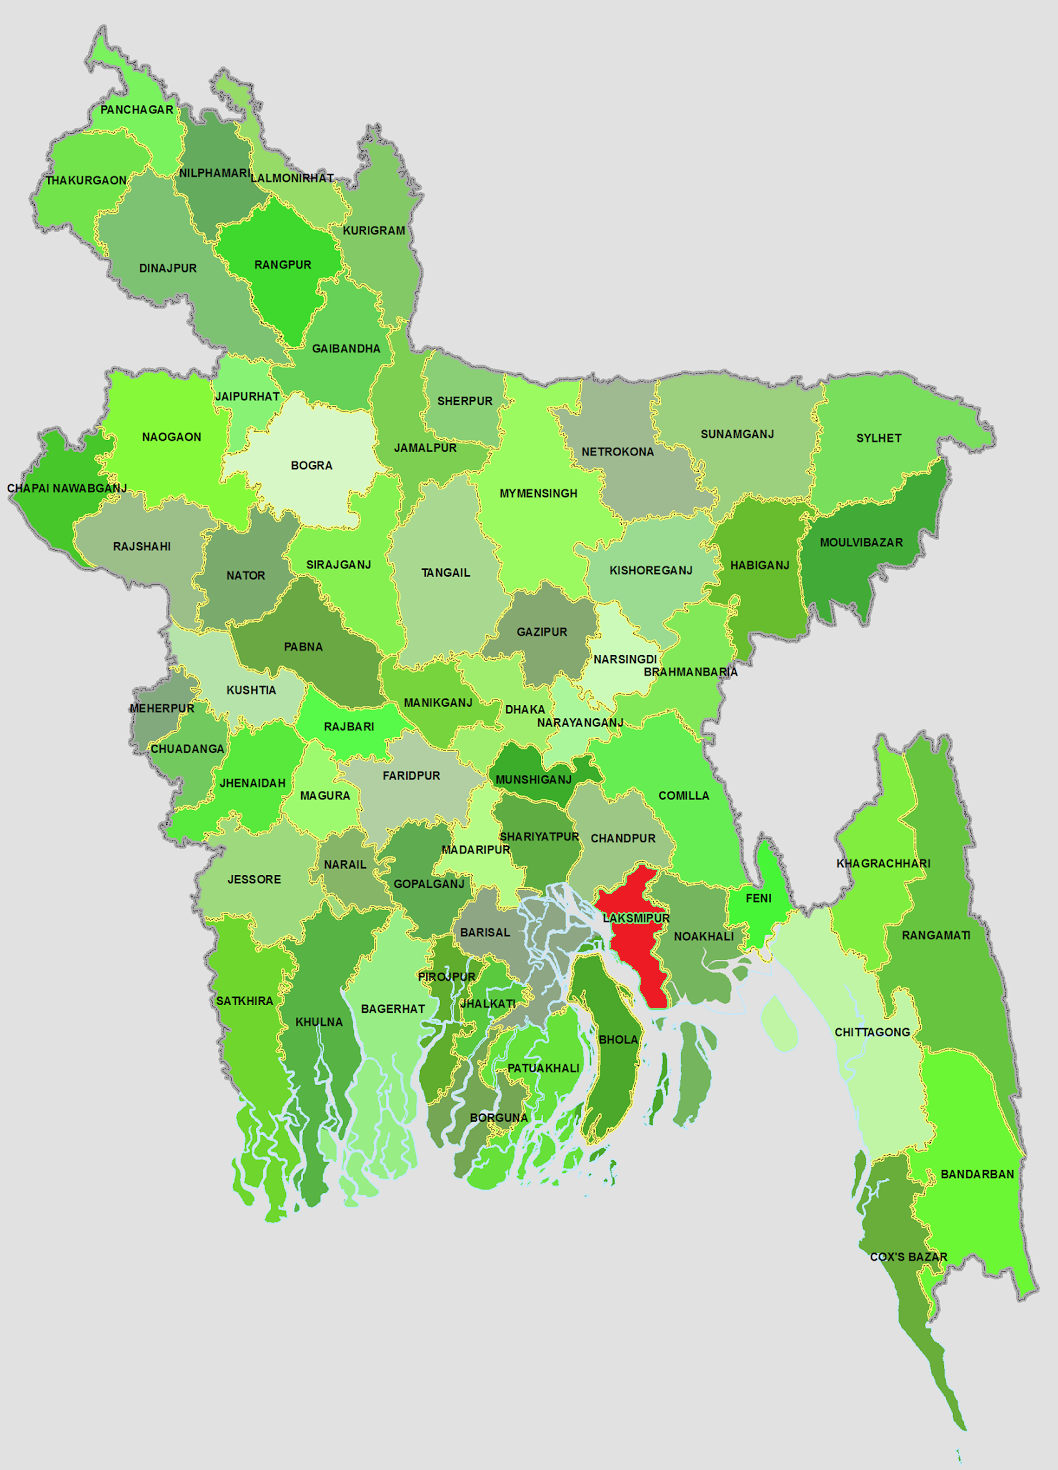 PANCHAGAR
THAKURGAON
NILPHAMARI
LALMONIRHAT
KURIGRAM
DINAJPUR
RANGPUR
GAIBANDHA
JAIPURHAT
SHERPUR
NAOGAON
BOGRA
JAMALPUR
NETROKONA
SUNAMGANJ
SYLHET
CHAPAI NAWABGANJ
MYMENSINGH
RAJSHAHI
NATOR
SIRAJGANJ
TANGAIL
KISHOREGANJ
HABIGANJ
MOULVIBAZAR
PABNA
GAZIPUR
NARSINGDI
BRAHMANBARIA
KUSHTIA
MEHERPUR
MANIKGANJ
DHAKA
NARAYANGANJ
RAJBARI
CHUADANGA
JHENAIDAH
MAGURA
FARIDPUR
MUNSHIGANJ
COMILLA
SHARIYATPUR
CHANDPUR
MADARIPUR
NARAIL
JESSORE
GOPALGANJ
KHAGRACHHARI
FENI
LAKSMIPUR
BARISAL
NOAKHALI
RANGAMATI
PIROJPUR
SATKHIRA
JHALKATI
BAGERHAT
KHULNA
BHOLA
CHITTAGONG
PATUAKHALI
BORGUNA
BANDARBAN
COX'S BAZAR